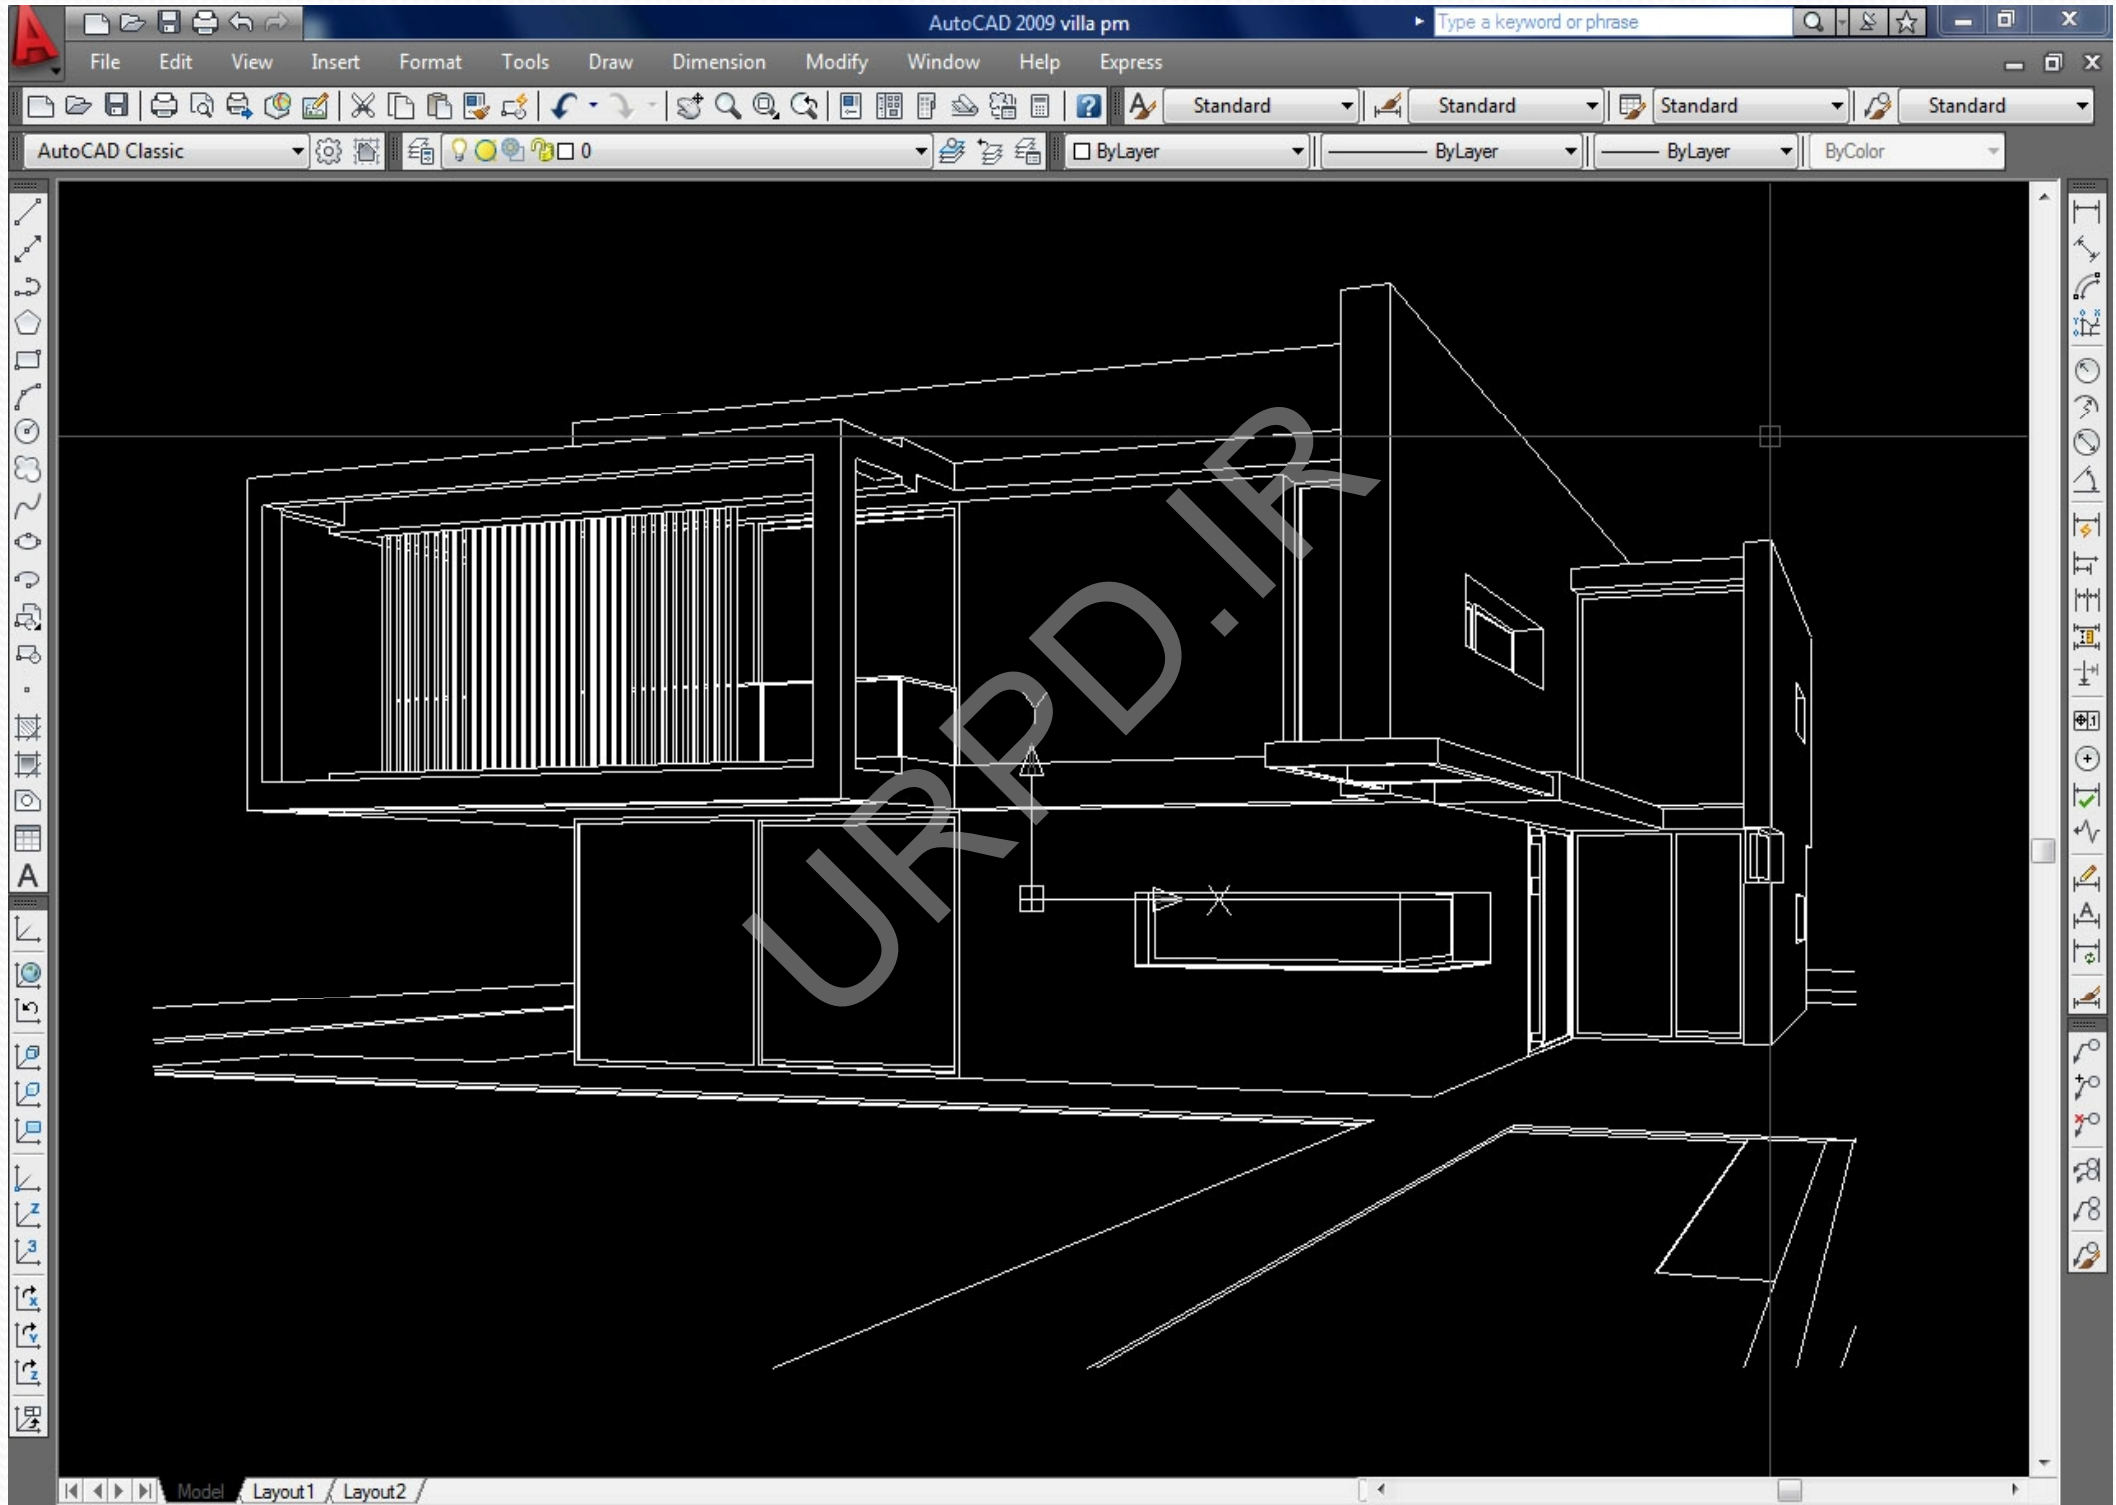 AutoCAD 2009 villa pm
Type a keyword or phrase
File Edit View Insert Format Tools Draw Dimension Modify Window Help Express
Standard Standard Standard Standard
AutoCAD Classic 0 ByLayer ByLayer ByLayer ByColor
URPD.IR
Y
X
Model Layout1 Layout2